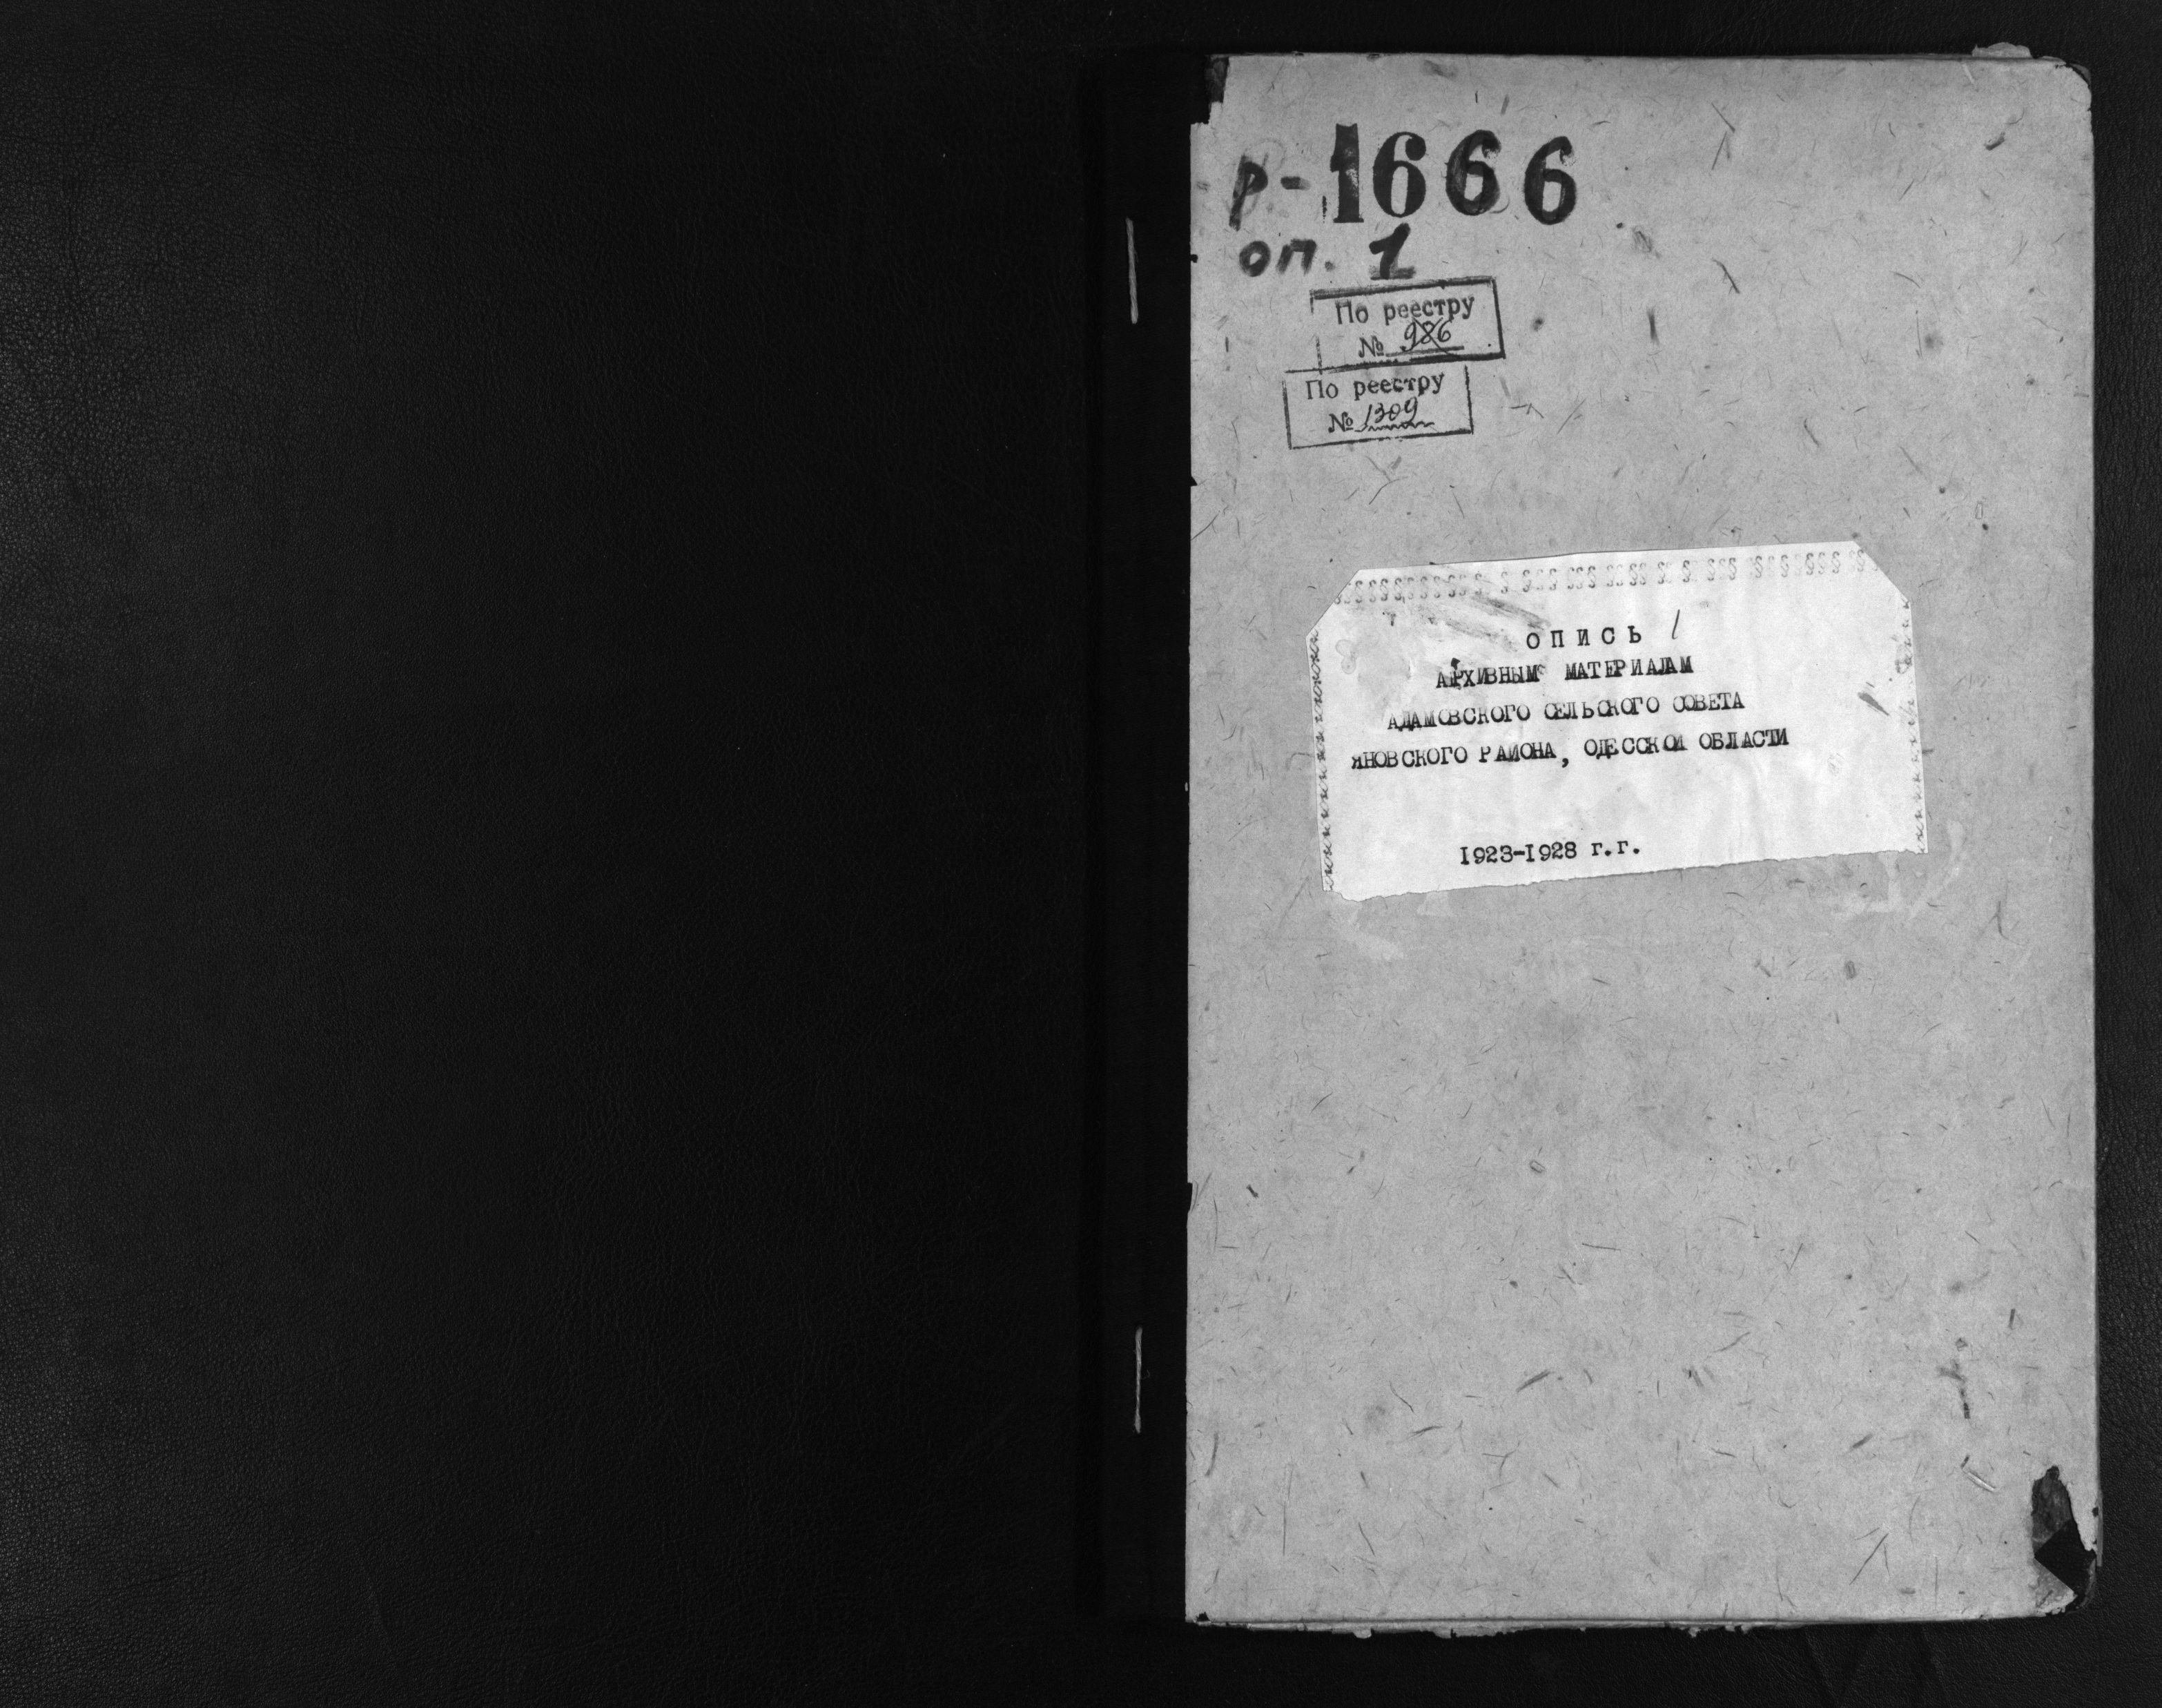 р-1666
оп. 1
По реестру
№ 986
По реестру
№ 1309
ОПИСЬ 1
АРХИВНЫМ МАТЕРИАЛАМ
АДАМОВСКОГО СЕЛЬСКОГО СОВЕТА
ЯНОВСКОГО РАЙОНА, ОДЕССКОЙ ОБЛАСТИ
1923-1928 г.г.